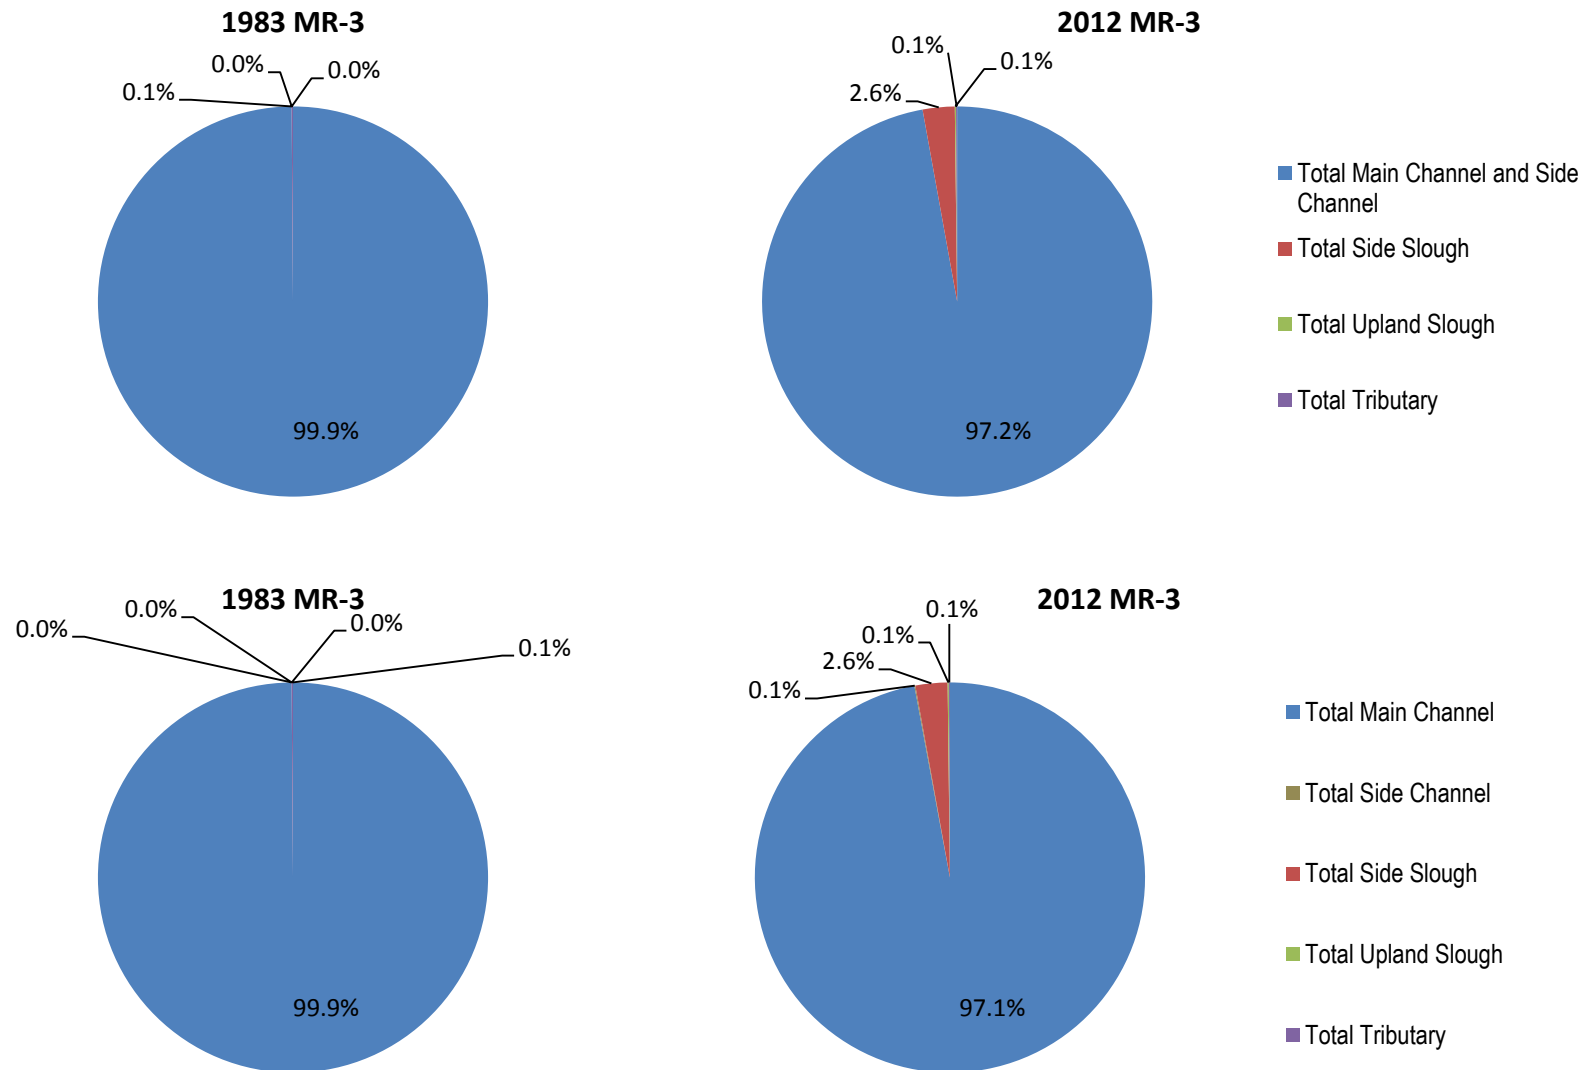 1983 MR-3
0.0%
0.0%
0.1%
99.9%
2012 MR-3
0.1%
0.1%
2.6%
97.2%
Total Main Channel and Side
Channel
Total Side Slough
Total Upland Slough
Total Tributary
1983 MR-3
0.0%
0.0%
0.0%
0.1%
99.9%
2012 MR-3
0.1%
0.1%
2.6%
0.1%
97.1%
Total Main Channel
Total Side Channel
Total Side Slough
Total Upland Slough
Total Tributary